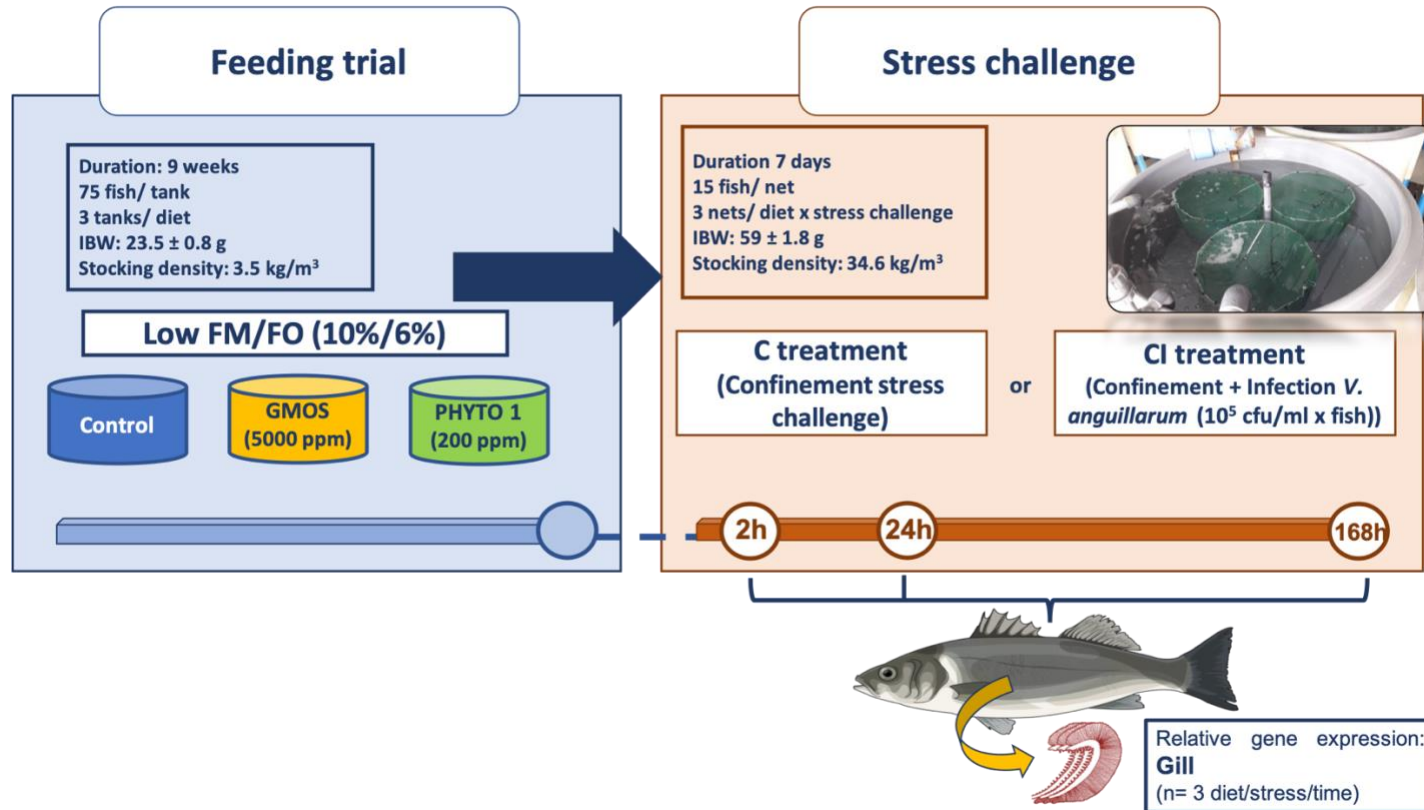 Feeding trial
Duration: 9 weeks
75 fish/ tank
3 tanks/ diet
IBW: 23.5 ± 0.8 g
Stocking density: 3.5 kg/m³
Low FM/FO (10%/6%)
Control
GMOS
(5000 ppm)
PHYTO 1
(200 ppm)
Stress challenge
Duration 7 days
15 fish/ net
3 nets/ diet x stress challenge
IBW: 59 ± 1.8 g
Stocking density: 34.6 kg/m³
C treatment
(Confinement stress
challenge)
or
CI treatment
(Confinement + Infection V.
anguillarum (10⁵ cfu/ml x fish))
2h
24h
168h
Relative gene expression:
Gill
(n= 3 diet/stress/time)